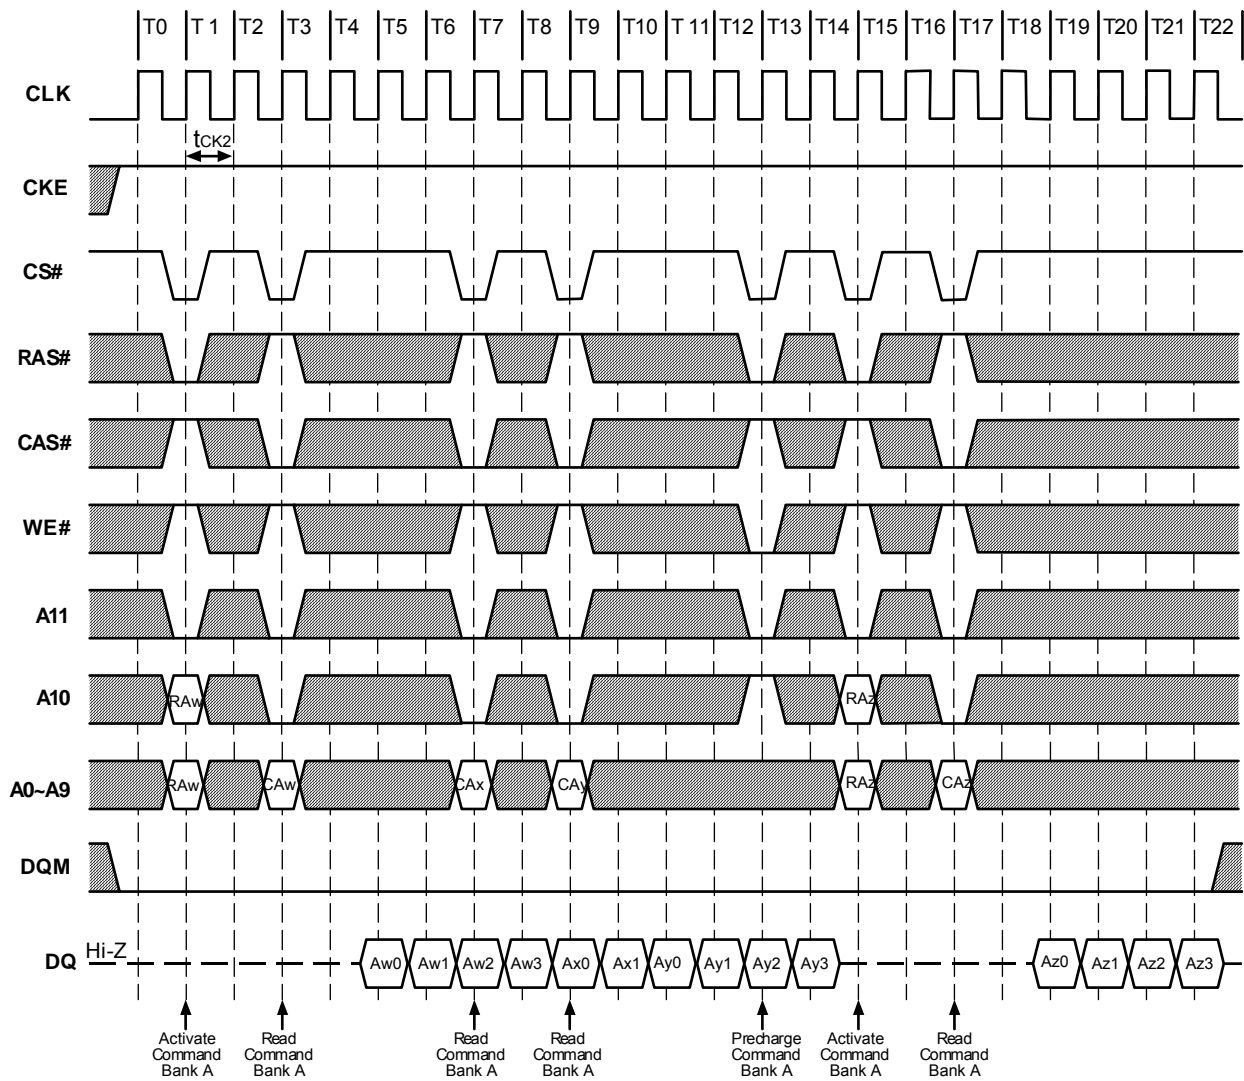 T0 T 1 T2 T3 T4 T5 T6 T7 T8 T9 T10 T 11 T12 T13 T14 T15 T16 T17 T18 T19 T20 T21 T22
CLK
tCK2
CKE
CS#
RAS#
CAS#
WE#
A11
A10 RAw RAz
A0~A9 RAw CAw CAx CAy RAz CAz
DQM
DQ Hi-Z Aw0 Aw1 Aw2 Aw3 Ax0 Ax1 Ay0 Ay1 Ay2 Ay3 Az0 Az1 Az2 Az3
Activate Read Read Read Precharge Activate Read
Command Command Command Command Command Command Command
Bank A Bank A Bank A Bank A Bank A Bank A Bank A